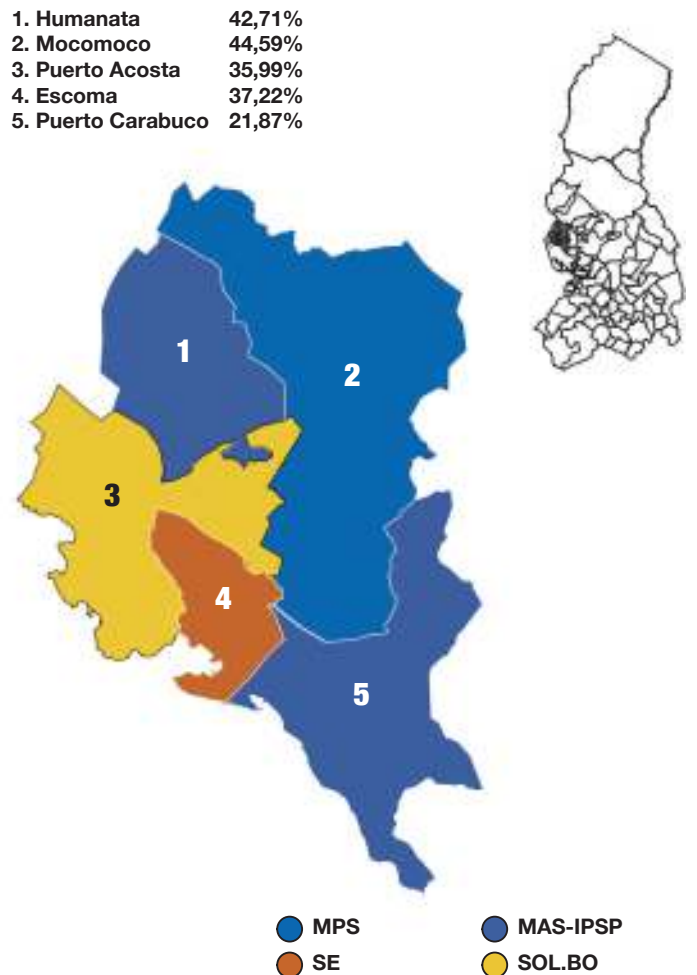 1. Humanata 42,71%
2. Mocomoco 44,59%
3. Puerto Acosta 35,99%
4. Escoma 37,22%
5. Puerto Carabuco 21,87%
1
2
3
4
5
MPS MAS-IPSP
SE SOL.BO